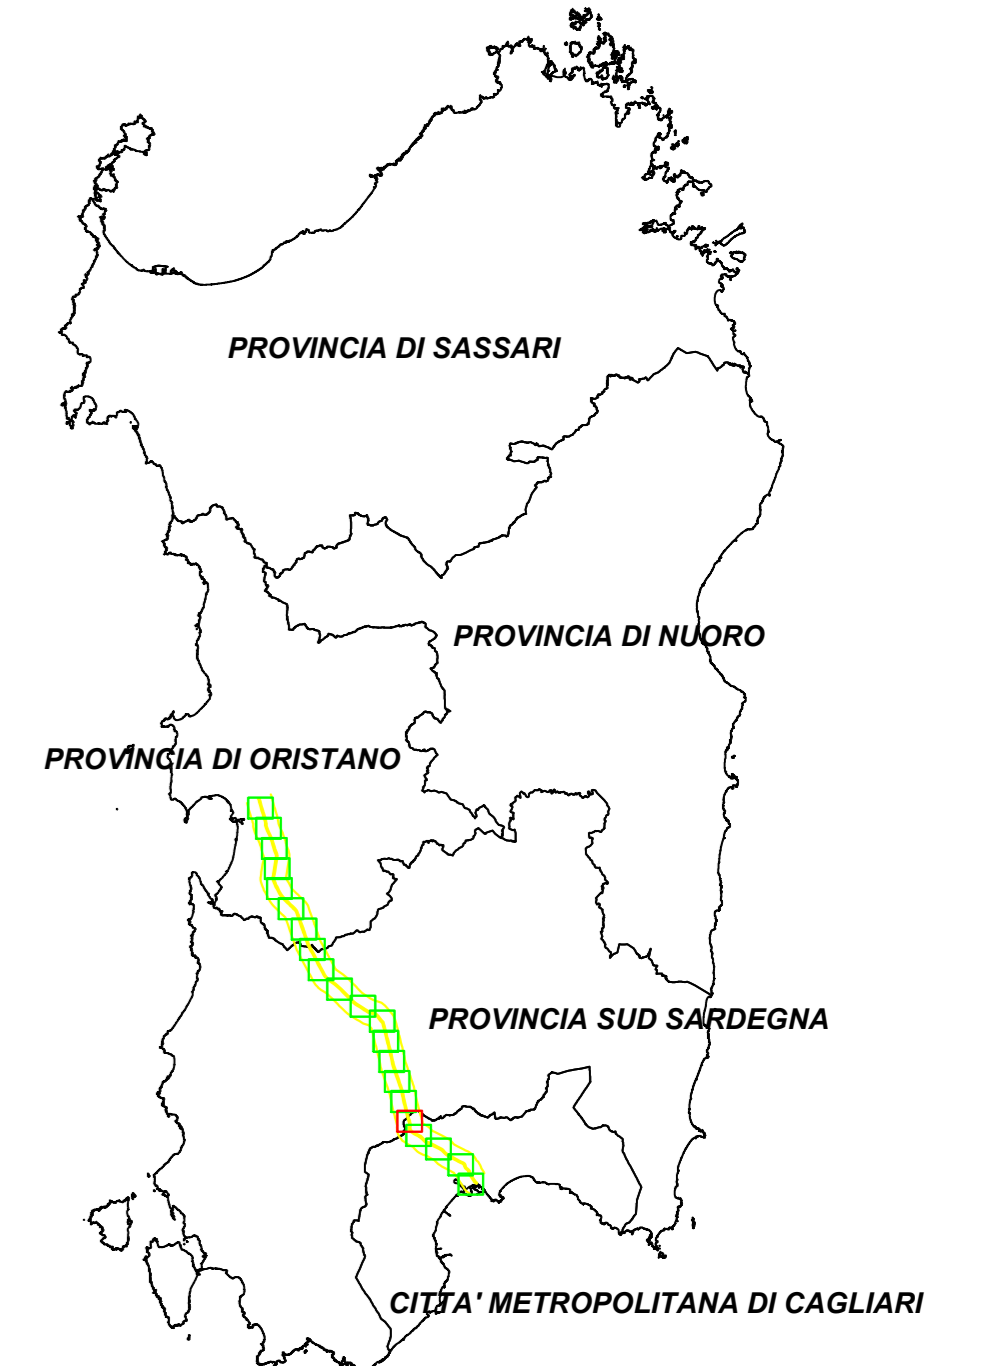 PROVINCIA DI SASSARI
PROVINCIA DI NUORO
PROVINCIA DI ORISTANO
PROVINCIA SUD SARDEGNA
CITTA' METROPOLITANA DI CAGLIARI